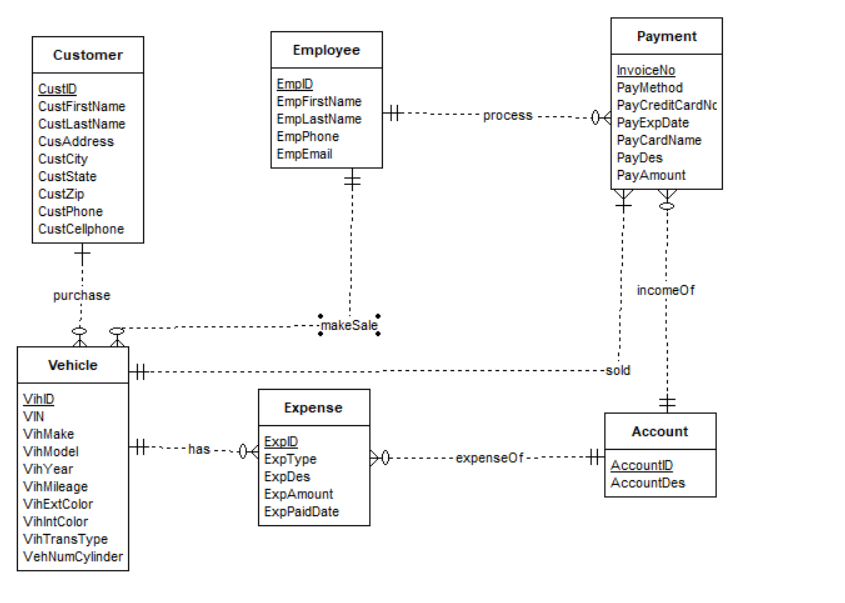 Customer
CustID
CustFirstName
CustLastName
CusAddress
CustCity
CustState
CustZip
CustPhone
CustCellphone
Employee
EmpID
EmpFirstName
EmpLastName
EmpPhone
EmpEmail
process
Payment
InvoiceNo
PayMethod
PayCreditCardNo
PayExpDate
PayCardName
PayDes
PayAmount
purchase
makeSale
incomeOf
sold
Vehicle
VihID
VIN
VihMake
VihModel
VihYear
VihMileage
VihExtColor
VihIntColor
VihTransType
VehNumCylinder
has
Expense
ExpID
ExpType
ExpDes
ExpAmount
ExpPaidDate
expenseOf
Account
AccountID
AccountDes